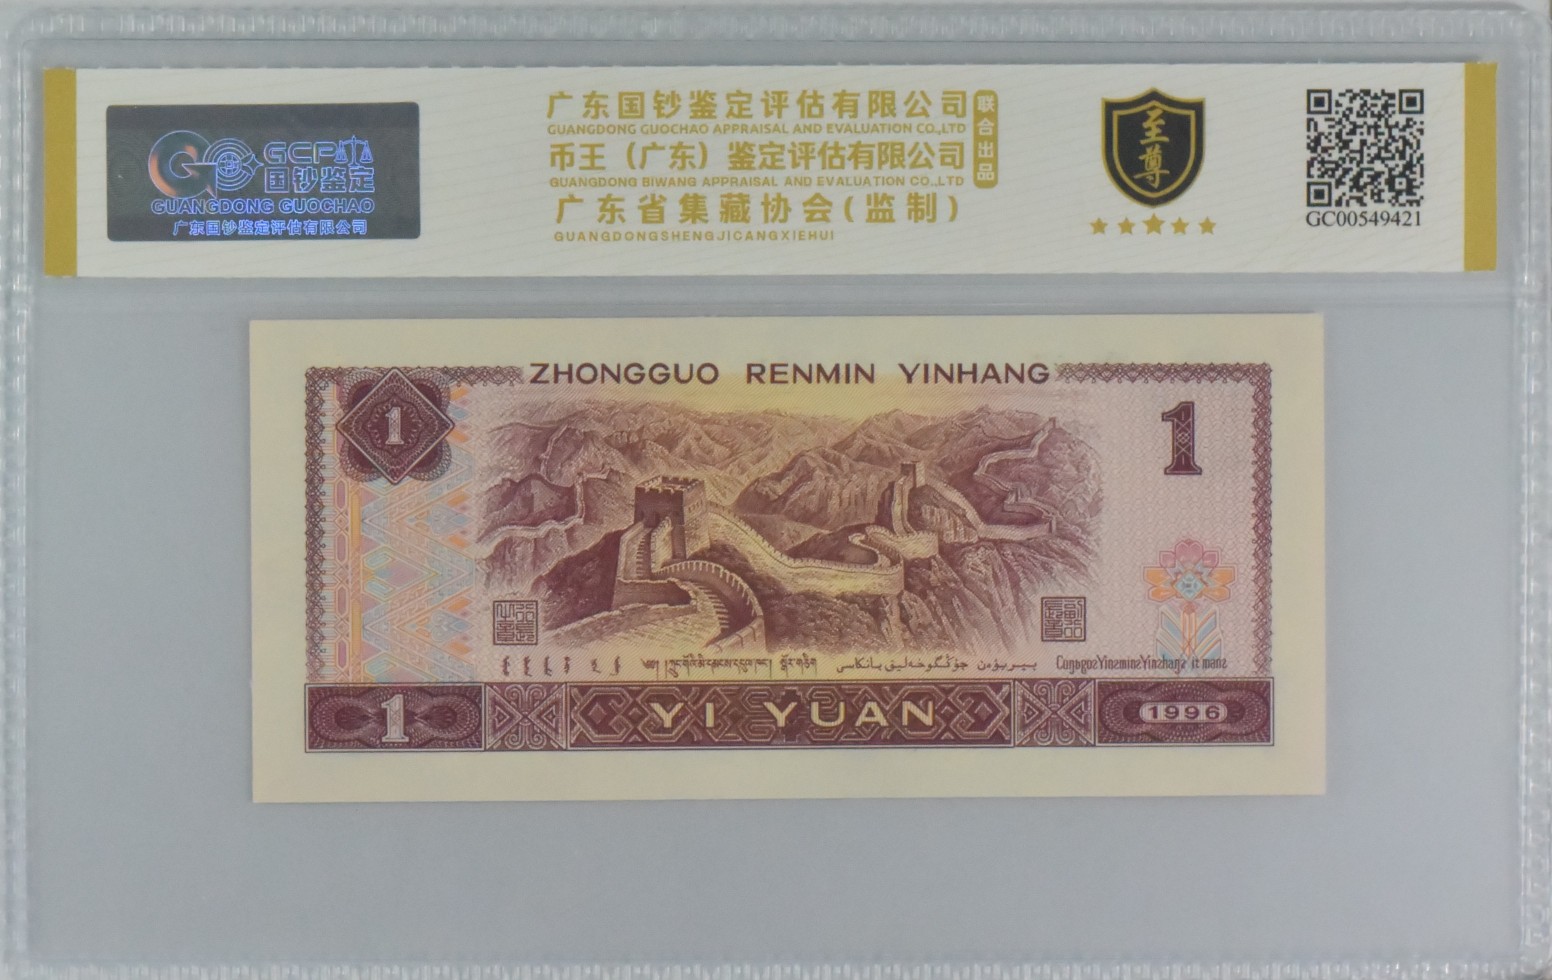 GCP
国钞鉴定
GUANGDONG GUOCHAO
广东国钞鉴定评估有限公司
广东国钞鉴定评估有限公司
GUANGDONG GUOCHAO APPRAISAL AND EVALUATION CO.,LTD
币王（广东）鉴定评估有限公司
GUANGDONG BIWANG APPRAISAL AND EVALUATION CO.,LTD
联合出品
广东省集藏协会(监制)
GUANGDONGSHENGJICANGXIEHUI
至尊
GC00549421
ZHONGGUO RENMIN YINHANG
1
1
1 YI YUAN 1996